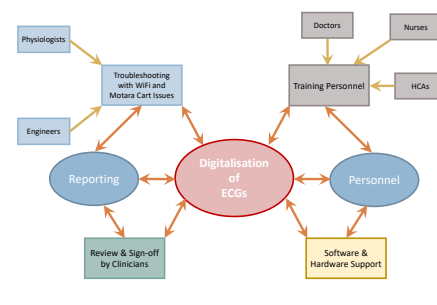 Doctors
Nurses
Physiologists
Troubleshooting
with WiFi and
Motara Cart Issues
Training Personnel
HCAs
Engineers
Digitalisation
of
ECGs
Reporting
Personnel
Review & Sign-off
by Clinicians
Software &
Hardware Support